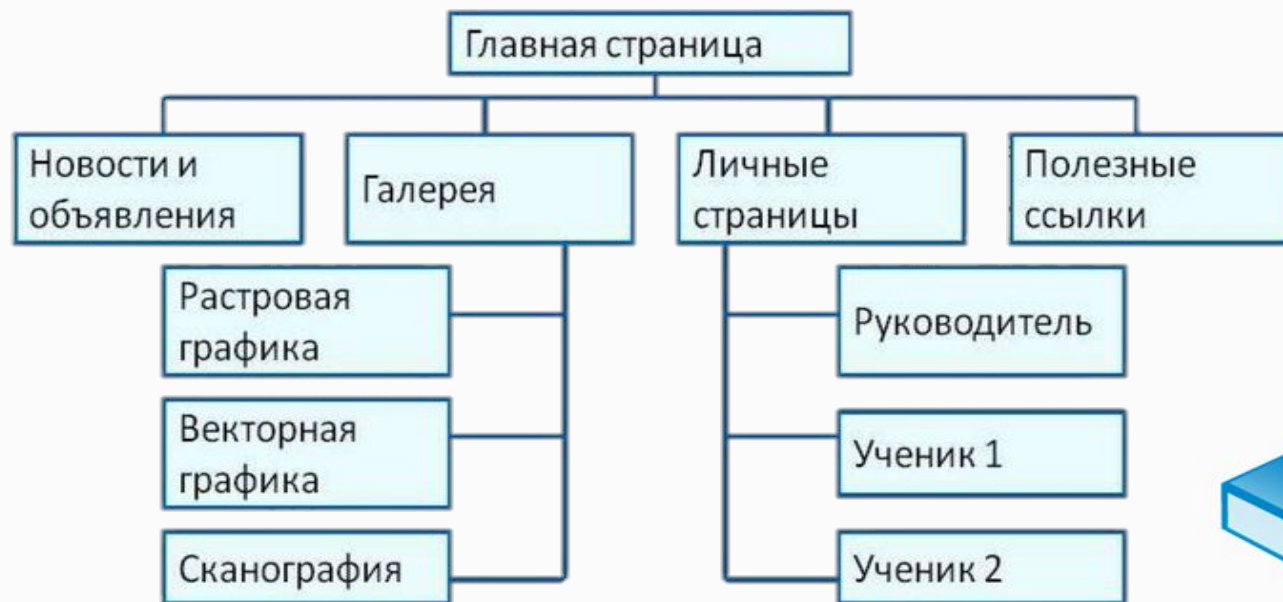 Главная страница
Новости и
объявления
Галерея
Личные
страницы
Полезные
ссылки
Растровая
графика
Векторная
графика
Сканография
Руководитель
Ученик 1
Ученик 2